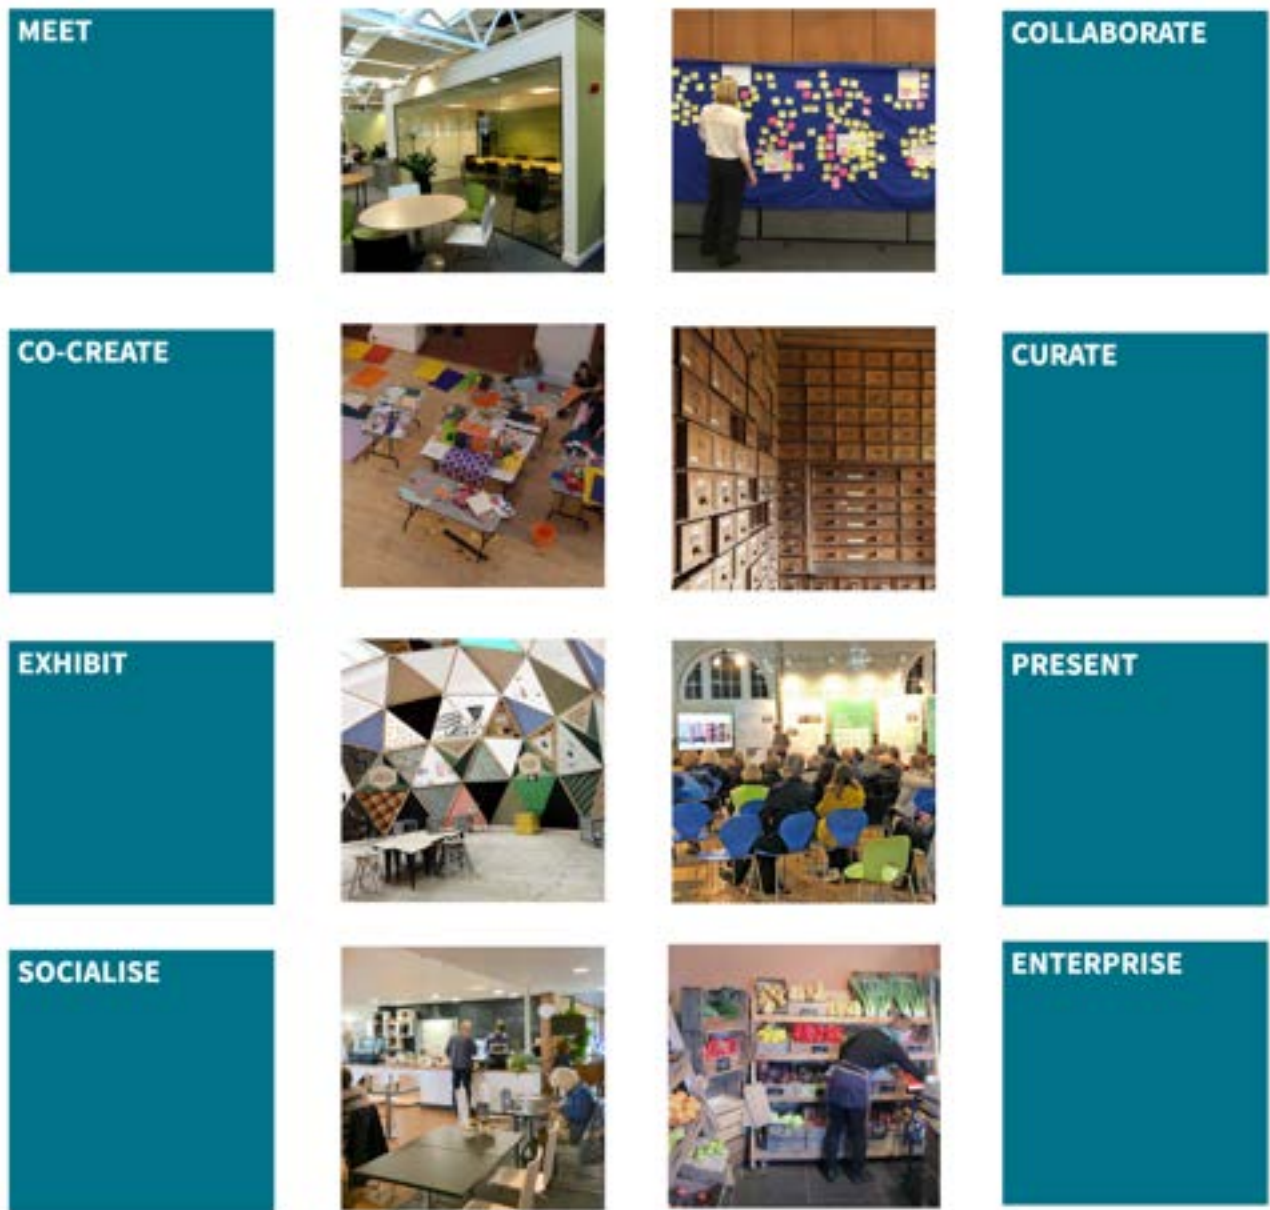 MEET
COLLABORATE
CO-CREATE
CURATE
EXHIBIT
PRESENT
SOCIALISE
ENTERPRISE